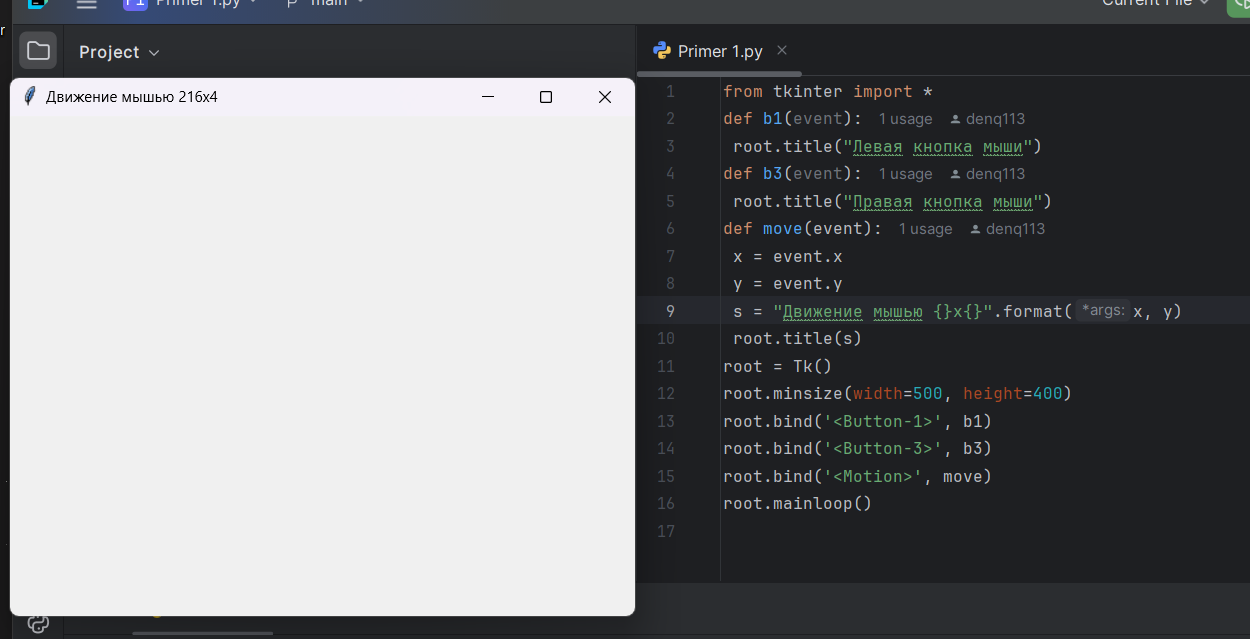 Primer 1.py
main
Current File
Project
Primer 1.py
Движение мышью 216x4
1 from tkinter import *
2 def b1(event): 1 usage denq113
3 root.title("Левая кнопка мыши")
4 def b3(event): 1 usage denq113
5 root.title("Правая кнопка мыши")
6 def move(event): 1 usage denq113
7 x = event.x
8 y = event.y
9 s = "Движение мышью {}x{}".format( *args: x, y)
10 root.title(s)
11 root = Tk()
12 root.minsize(width=500, height=400)
13 root.bind('<Button-1>', b1)
14 root.bind('<Button-3>', b3)
15 root.bind('<Motion>', move)
16 root.mainloop()
17